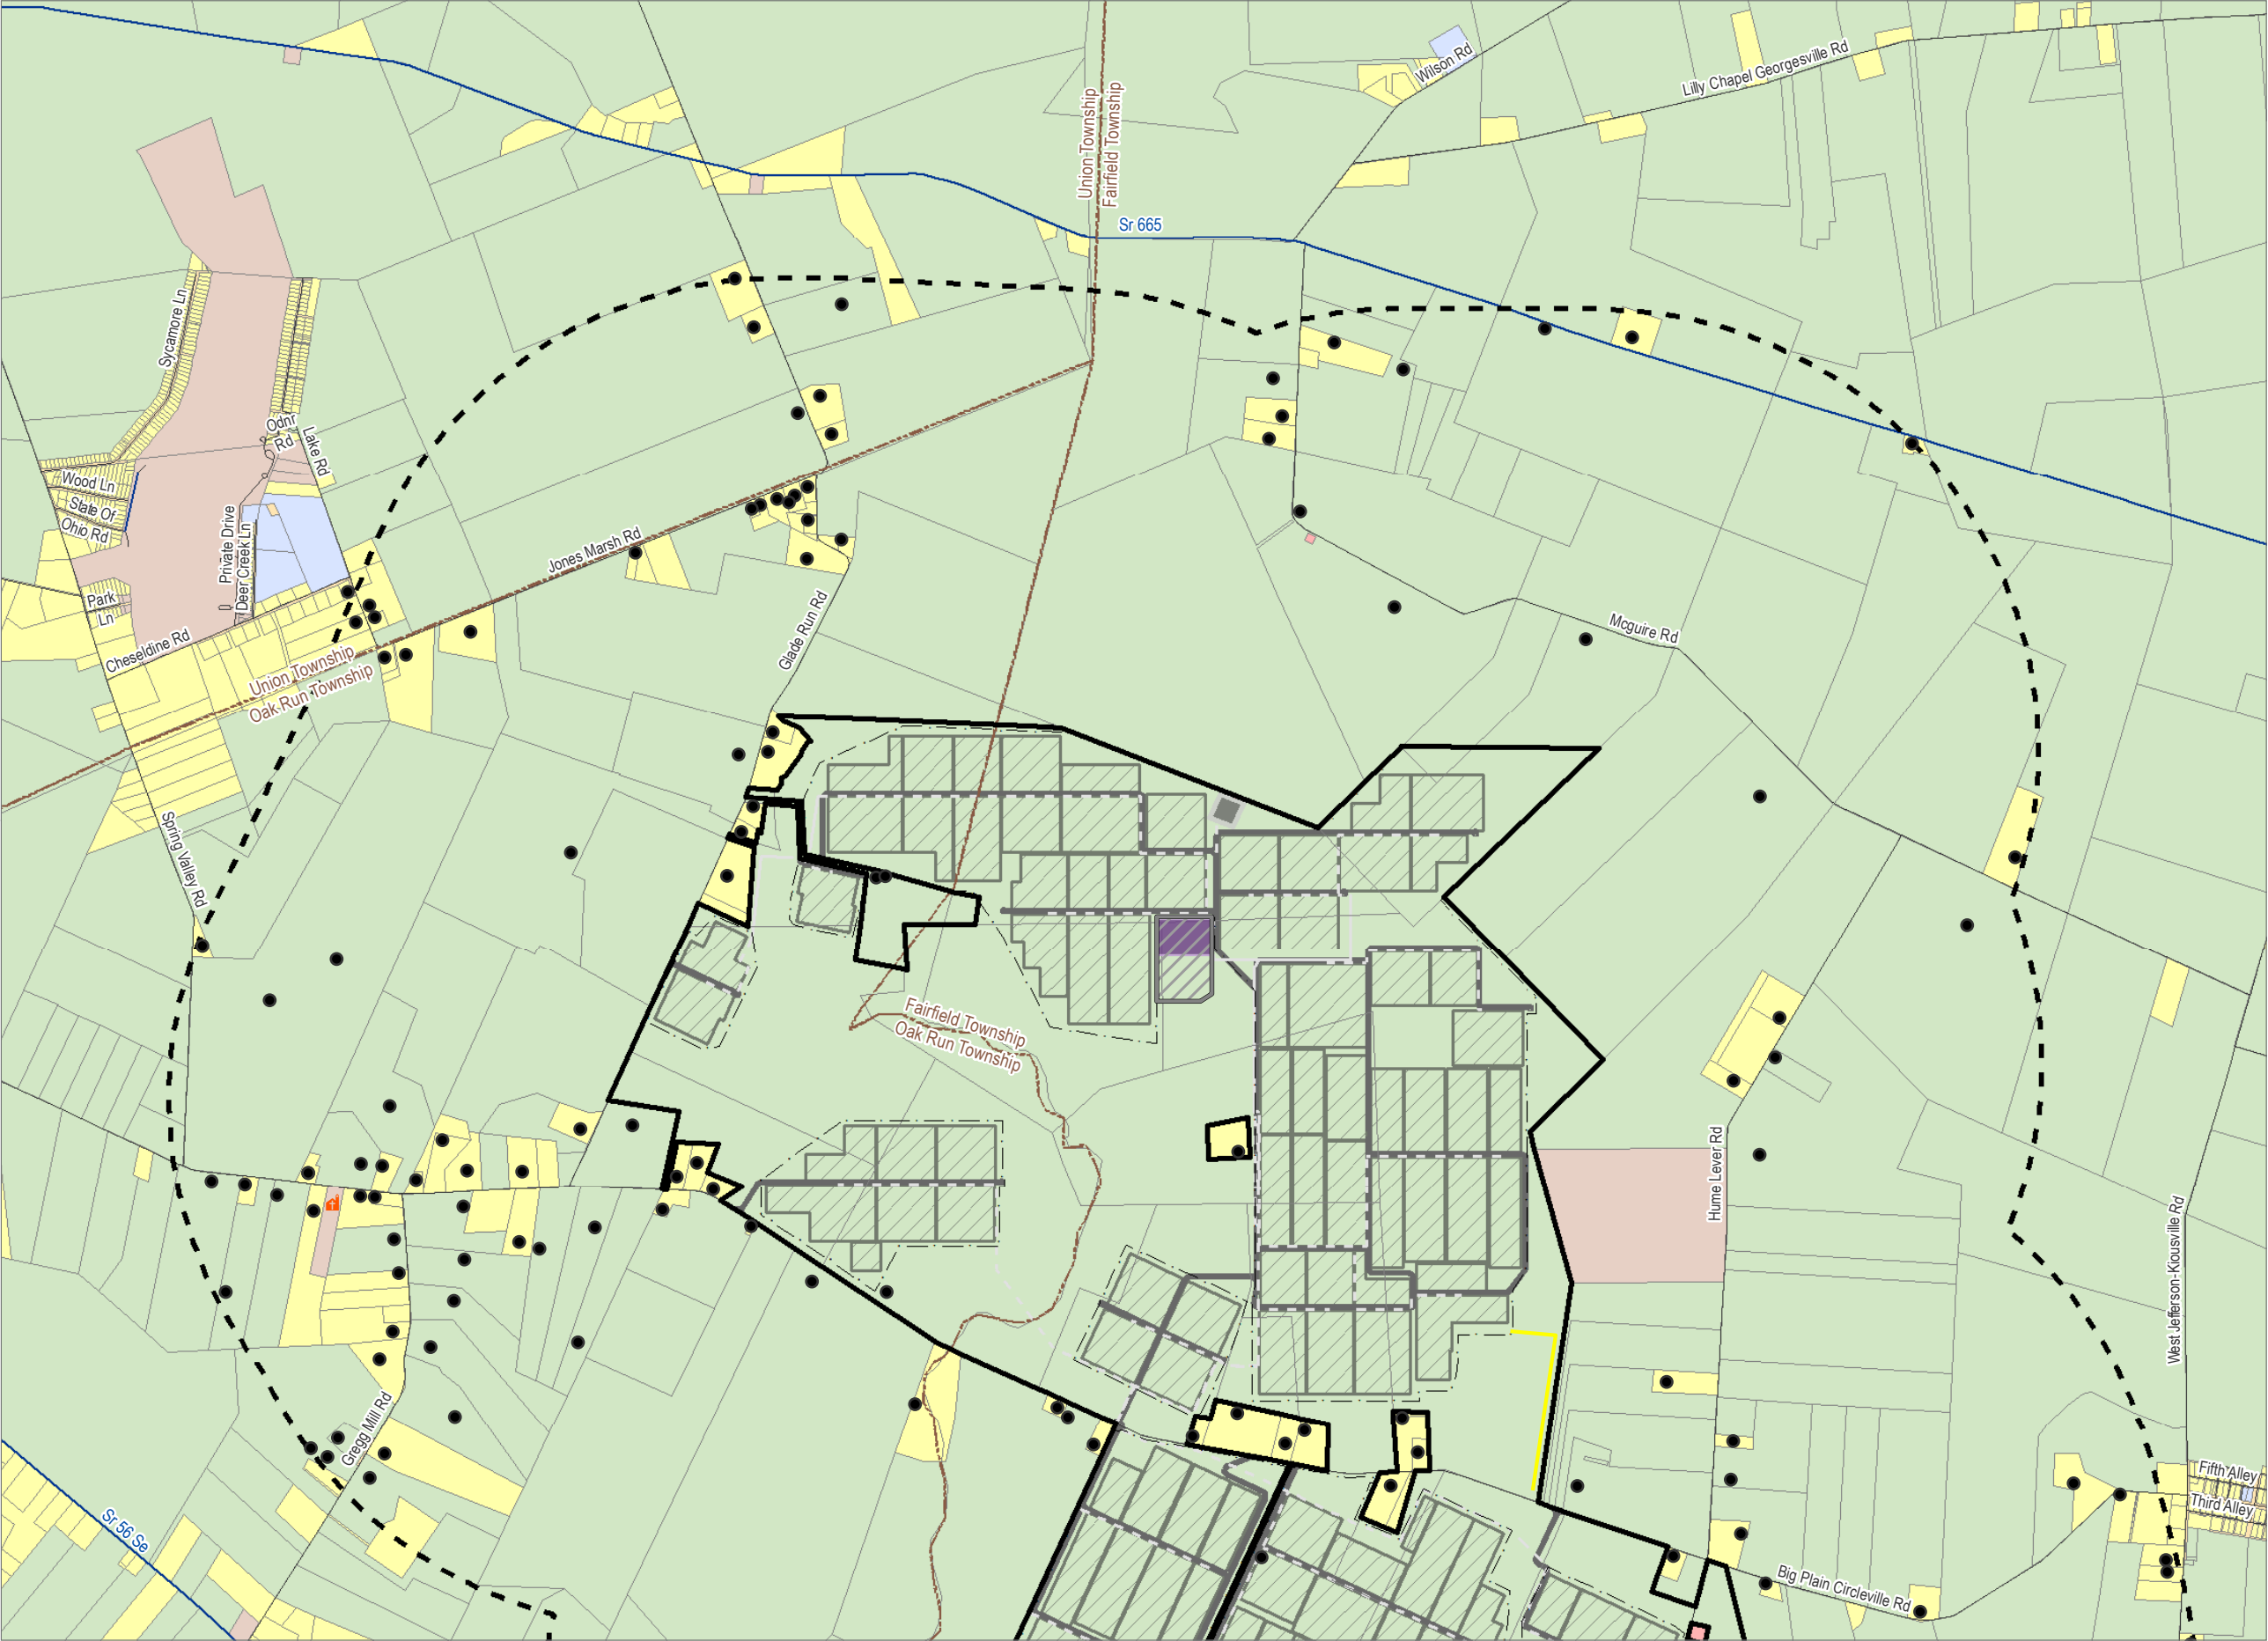 Wilson Rd
Lilly Chapel Georgesville Rd
Union Township
Fairfield Township
Sr 665
Sycamore Ln
Odnr
Rd
Lake Rd
Wood Ln
State Of
Ohio Rd
Private Drive
Deer Creek Ln
Jones Marsh Rd
Park
Ln
Glade Run Rd
Mcguire Rd
Cheseldine Rd
Union Township
Oak Run Township
Spring Valley Rd
Fairfield Township
Oak Run Township
Hume Lever Rd
West Jefferson-Kiousville Rd
Gregg Mill Rd
Fifth Alley
Third Alley
Sr 56 Se
Big Plain Circleville Rd